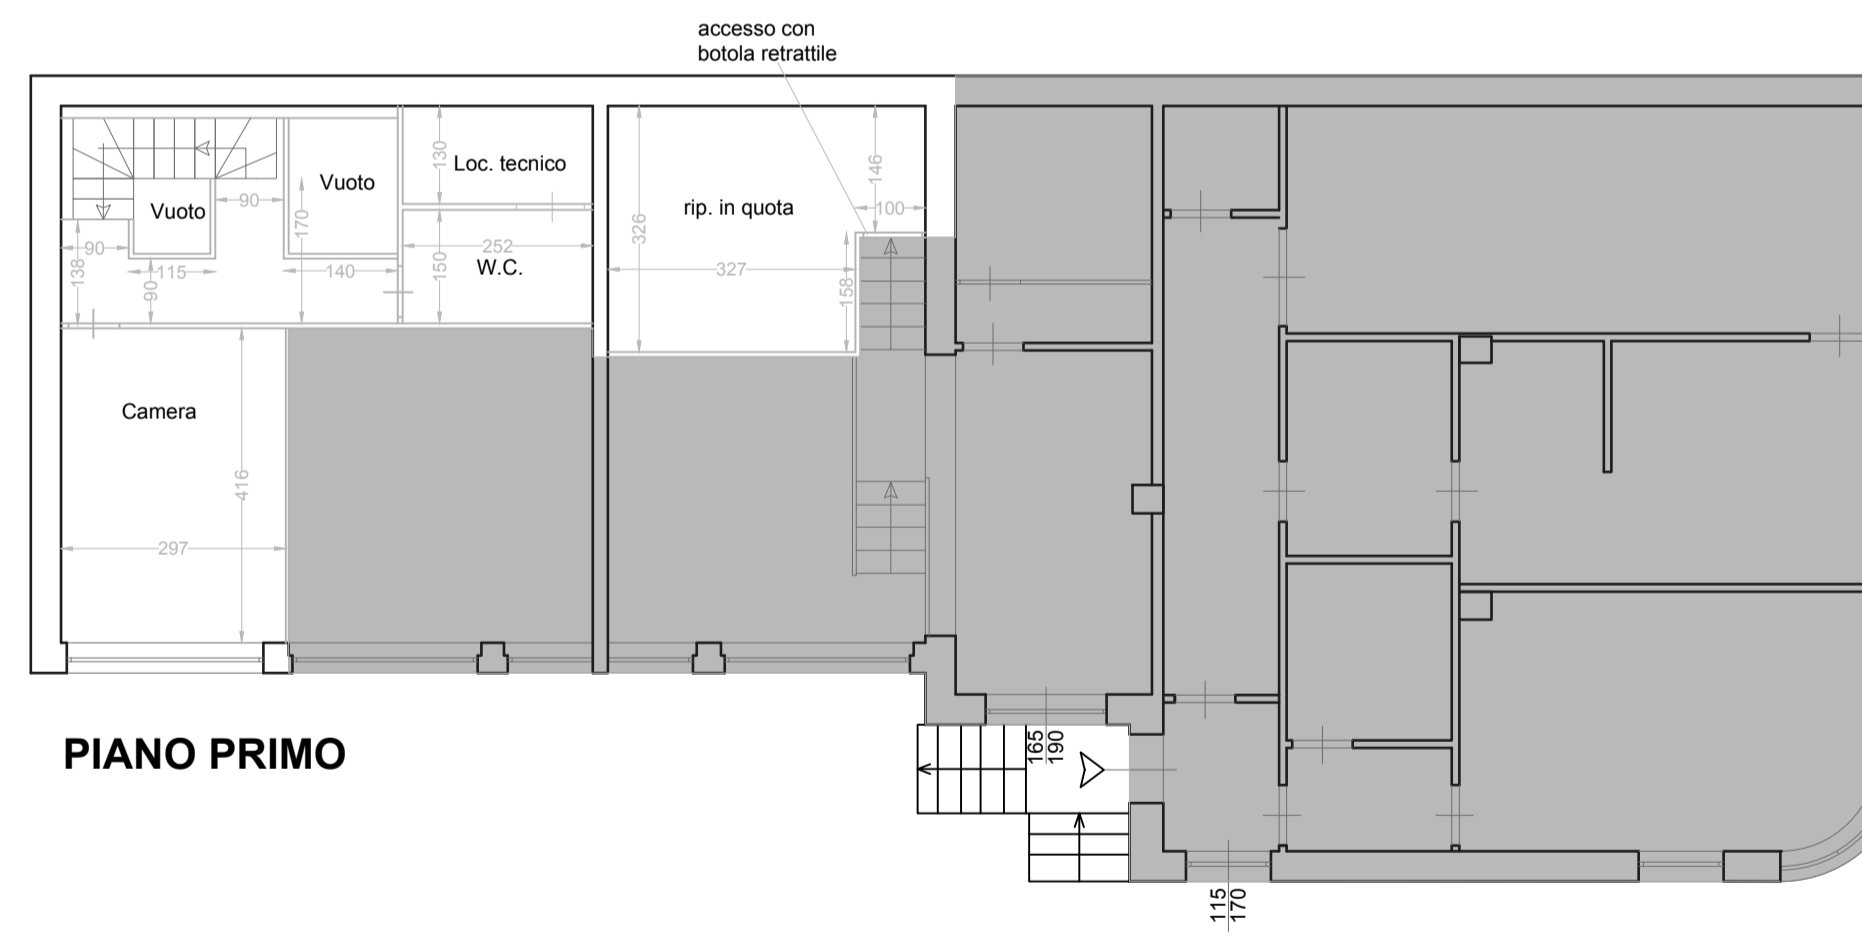 accesso con
botola retrattile
130
Loc. tecnico
146
Vuoto
Vuoto
90
170
326
rip. in quota
100
90
138
115
90
140
150
252
W.C.
327
158
Camera
416
297
PIANO PRIMO
165
190
115
170